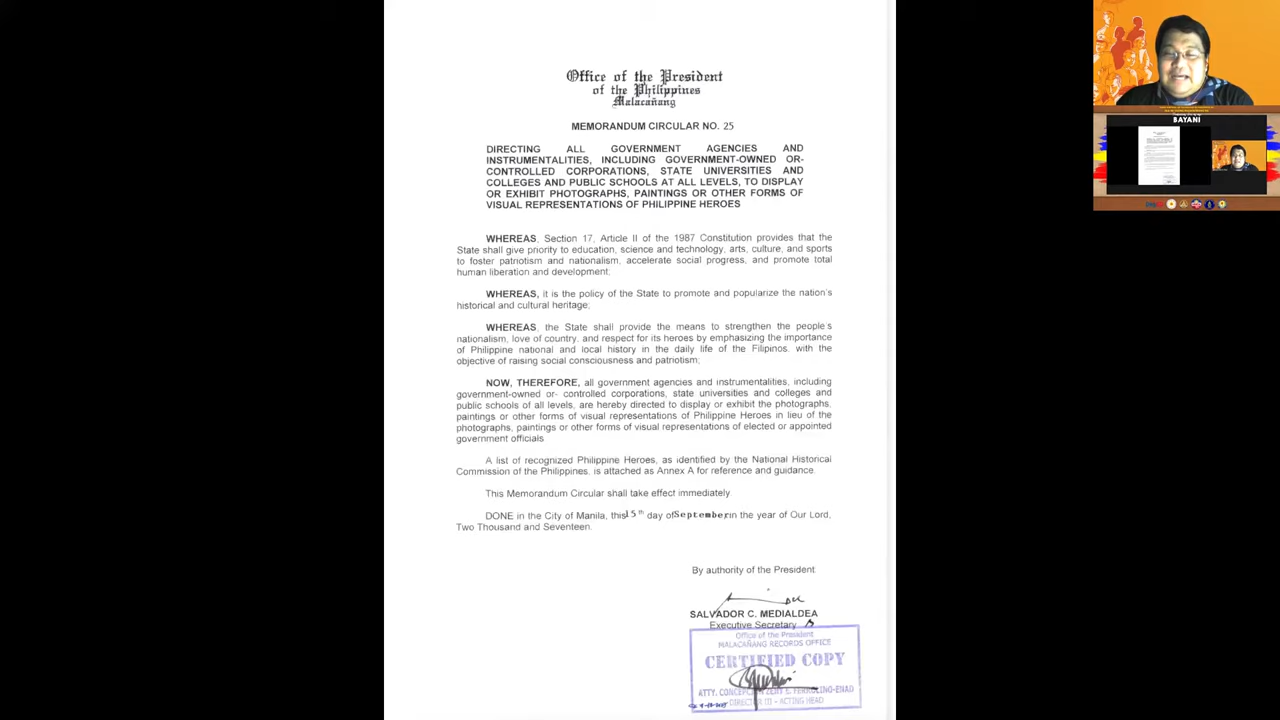 Office of the President
of the Philippines
Malacañang
MEMORANDUM CIRCULAR NO. 25
DIRECTING ALL GOVERNMENT AGENCIES AND
INSTRUMENTALITIES, INCLUDING GOVERNMENT-OWNED OR-
CONTROLLED CORPORATIONS, STATE UNIVERSITIES AND
COLLEGES AND PUBLIC SCHOOLS AT ALL LEVELS, TO DISPLAY
OR EXHIBIT PHOTOGRAPHS, PAINTINGS OR OTHER FORMS OF
VISUAL REPRESENTATIONS OF PHILIPPINE HEROES
WHEREAS, Section 17, Article II of the 1987 Constitution provides that the
State shall give priority to education, science and technology, arts, culture, and sports
to foster patriotism and nationalism, accelerate social progress, and promote total
human liberation and development;
WHEREAS, it is the policy of the State to promote and popularize the nation's
historical and cultural heritage;
WHEREAS, the State shall provide the means to strengthen the people's
nationalism, love of country, and respect for its heroes by emphasizing the importance
of Philippine national and local history in the daily life of the Filipinos, with the
objective of raising social consciousness and patriotism;
NOW, THEREFORE, all government agencies and instrumentalities, including
government-owned or- controlled corporations, state universities and colleges and
public schools of all levels, are hereby directed to display or exhibit the photographs,
paintings or other forms of visual representations of Philippine Heroes in lieu of the
photographs, paintings or other forms of visual representations of elected or appointed
government officials
A list of recognized Philippine Heroes, as identified by the National Historical
Commission of the Philippines, is attached as Annex A for reference and guidance.
This Memorandum Circular shall take effect immediately.
DONE in the City of Manila, this 15th day of September in the year of Our Lord,
Two Thousand and Seventeen.
By authority of the President
SALVADOR C. MEDIALDEA
Executive Secretary
Office of the President
MALACAÑANG RECORDS OFFICE
CERTIFIED COPY
ATTY. CONCEPCION ZENY E. FERROLINO-ENAD
DIRECTOR III - ACTING HEAD
BAYANI